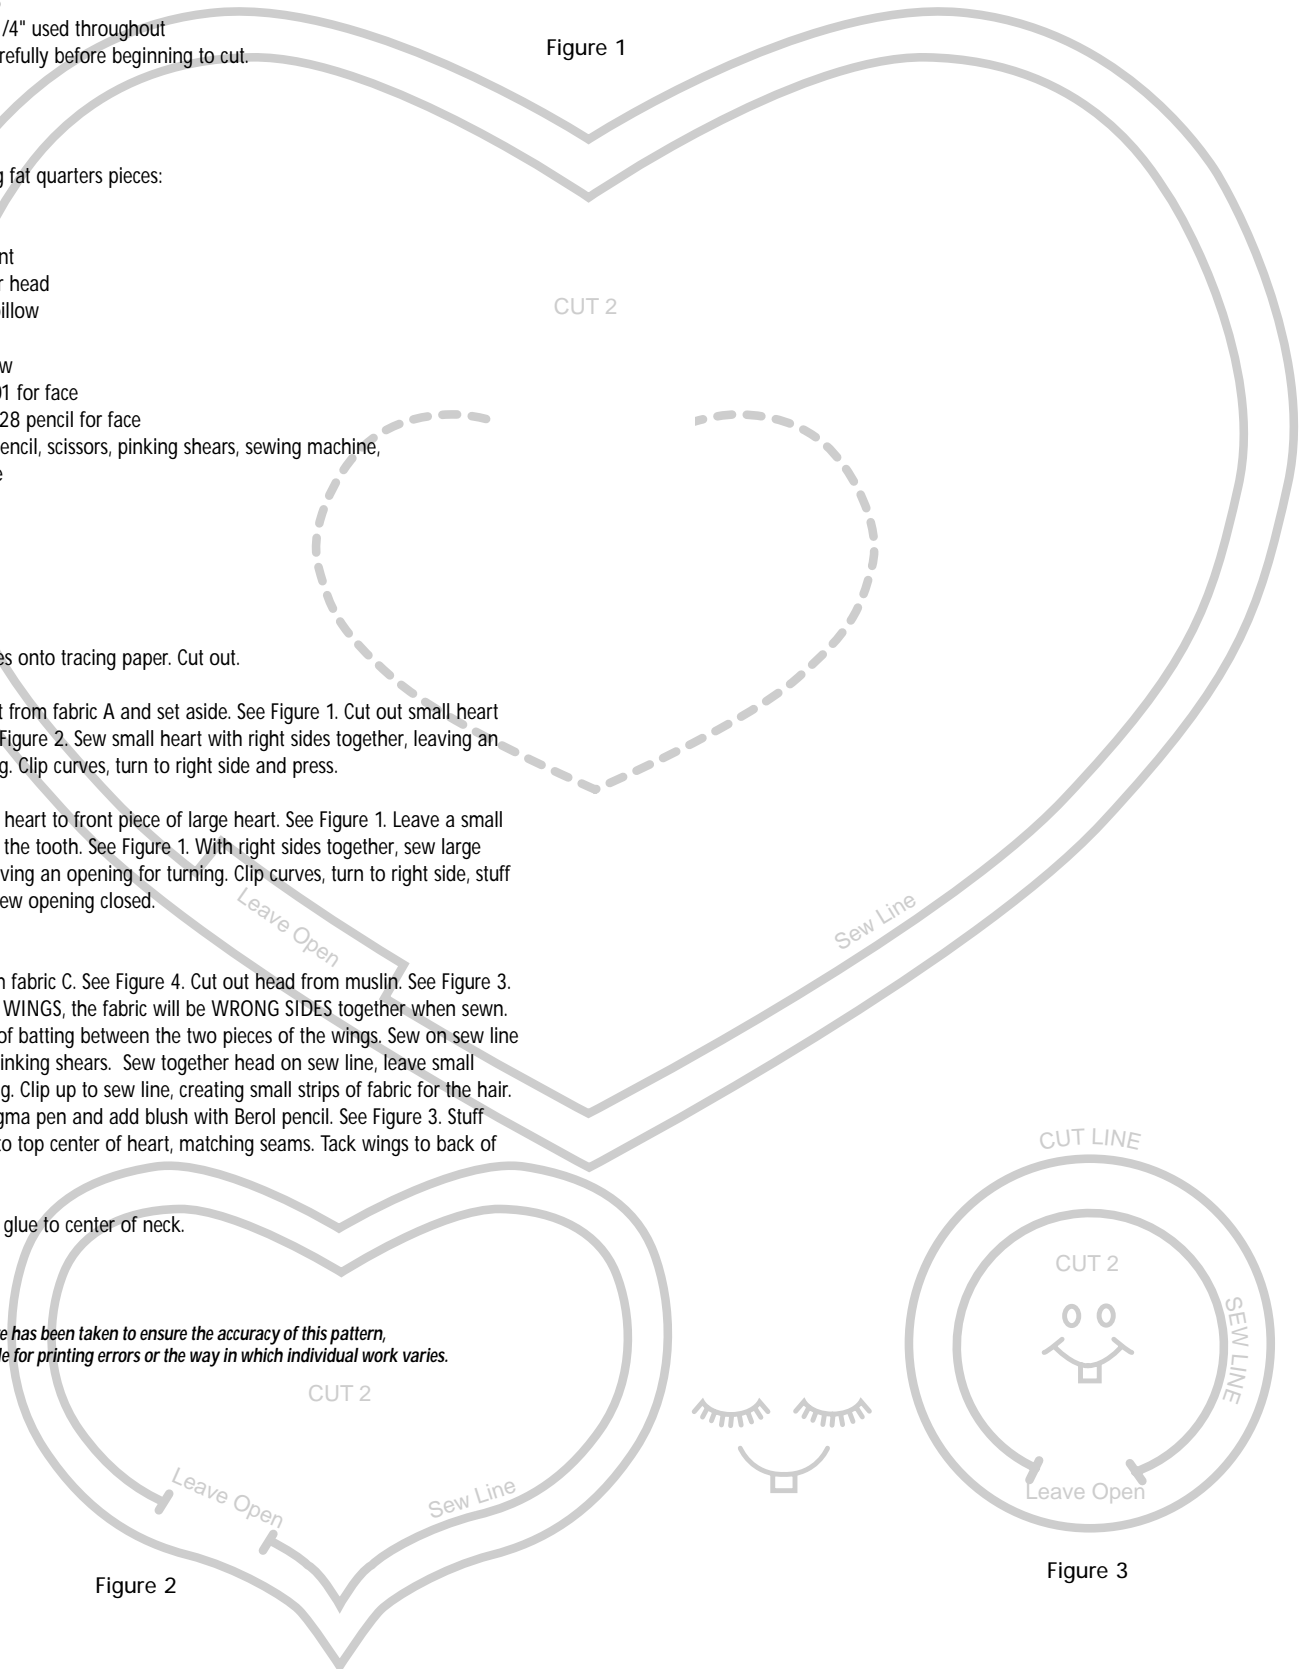 /4" used throughout
refully before beginning to cut.
Figure 1
g fat quarters pieces:
nt
r head
illow
CUT 2
w
01 for face
28 pencil for face
encil, scissors, pinking shears, sewing machine,
e
es onto tracing paper. Cut out.
t from fabric A and set aside. See Figure 1. Cut out small heart
Figure 2. Sew small heart with right sides together, leaving an
g. Clip curves, turn to right side and press.
heart to front piece of large heart. See Figure 1. Leave a small
the tooth. See Figure 1. With right sides together, sew large
ving an opening for turning. Clip curves, turn to right side, stuff
ew opening closed.
Leave Open
Sew Line
n fabric C. See Figure 4. Cut out head from muslin. See Figure 3.
WINGS, the fabric will be WRONG SIDES together when sewn.
of batting between the two pieces of the wings. Sew on sew line
inking shears. Sew together head on sew line, leave small
g. Clip up to sew line, creating small strips of fabric for the hair.
gma pen and add blush with Berol pencil. See Figure 3. Stuff
to top center of heart, matching seams. Tack wings to back of
glue to center of neck.
e has been taken to ensure the accuracy of this pattern,
le for printing errors or the way in which individual work varies.
CUT 2
Leave Open
Sew Line
Figure 2
CUT LINE
CUT 2
SEW LINE
Leave Open
Figure 3